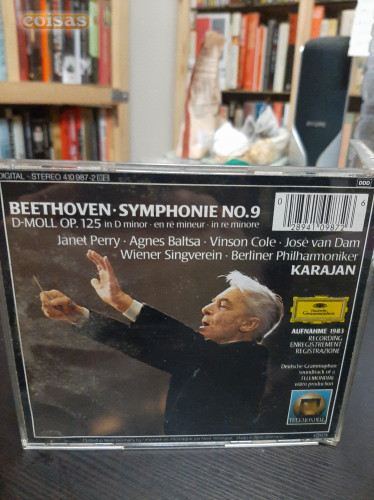 coisas
DIGITAL · STEREO 410 987-2
DDD
BEETHOVEN · SYMPHONIE NO. 9
D-MOLL OP. 125 in D minor · en ré mineur · in re minore
Janet Perry · Agnes Baltsa · Vinson Cole · José van Dam
Wiener Singverein · Berliner Philharmoniker
KARAJAN
0 28941 09872 6
Deutsche
Grammophon
AUFNAHME 1983
RECORDING
ENREGISTREMENT
REGISTRAZIONE
Deutsche Grammophon
soundtrack of a
TELEMONDIAL
video production
TELEMONDIAL